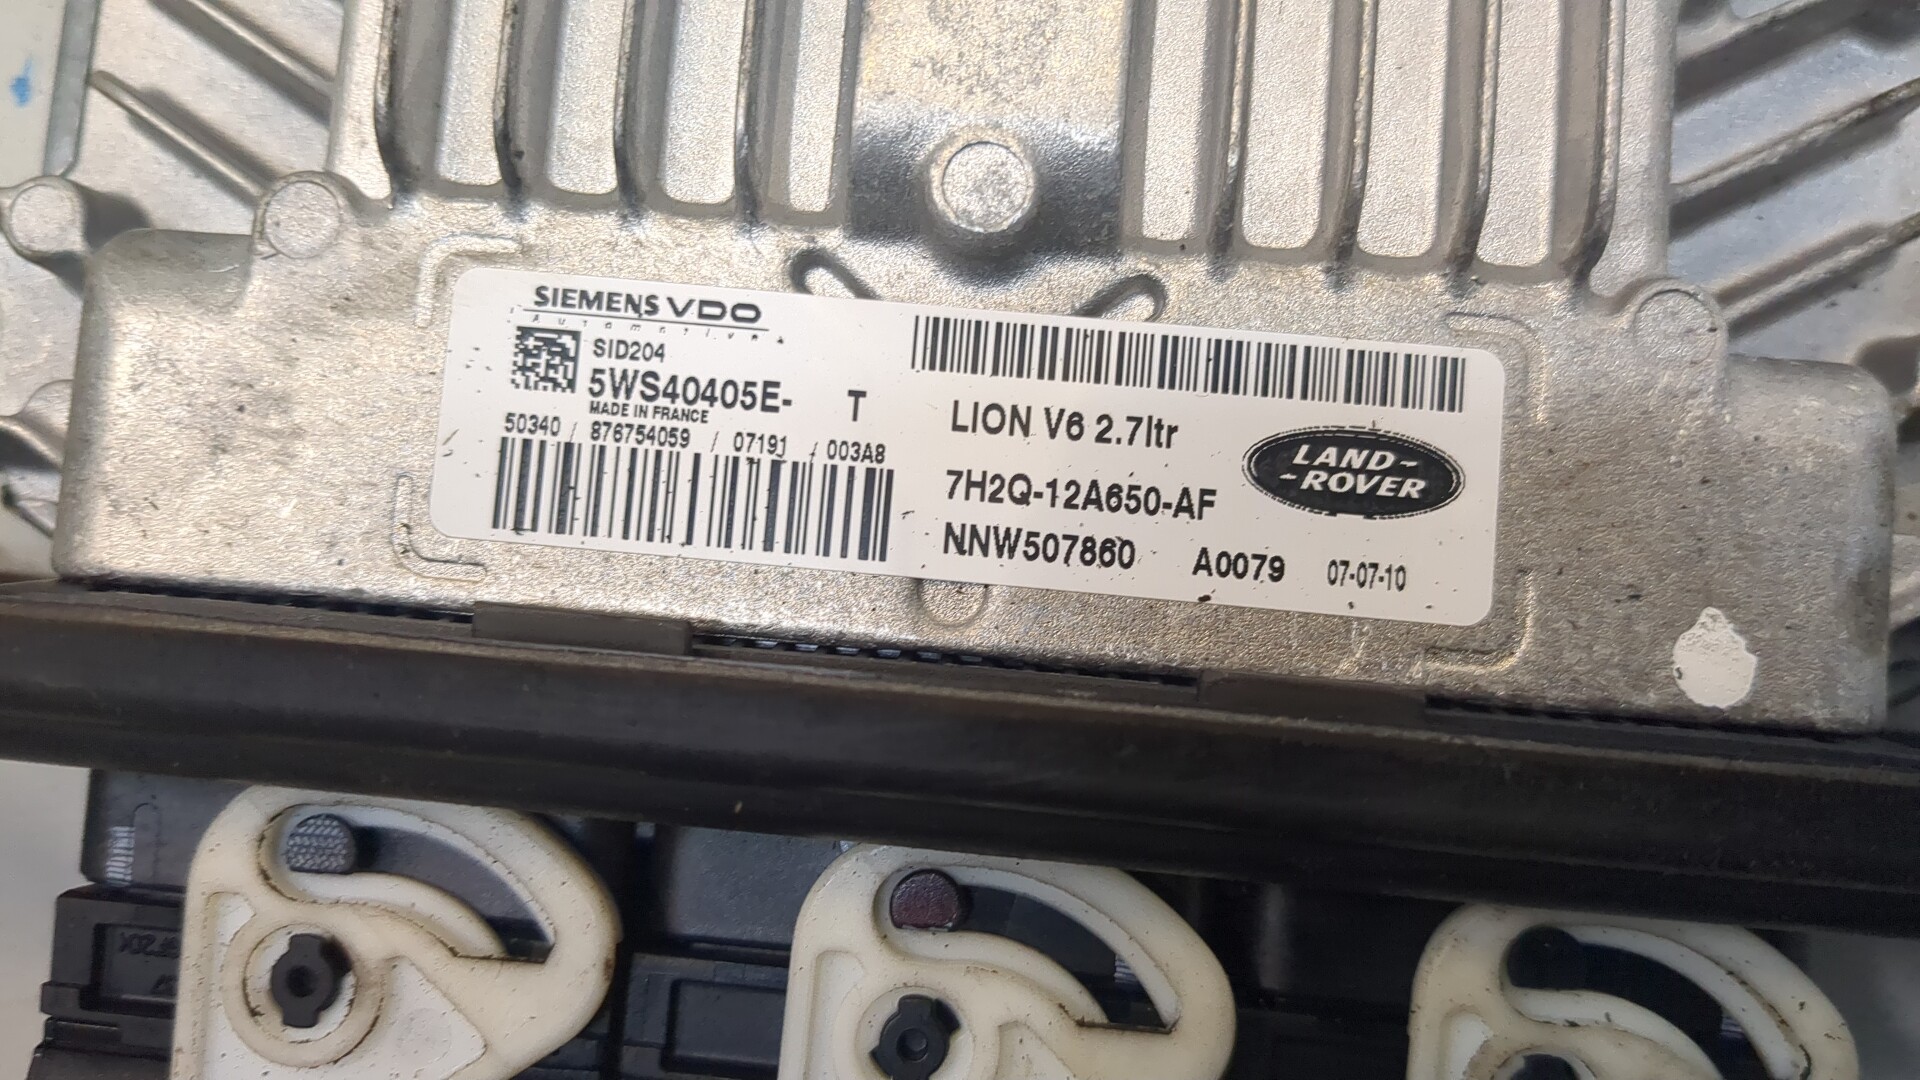 SIEMENS VDO
Automotive
SID204
5WS40405E- T
MADE IN FRANCE
50340 / 876754059 / 07191 / 003A8
LION V6 2.7ltr
7H2Q-12A650-AF
NNW507860 A0079 07-07-10
LAND-
-ROVER